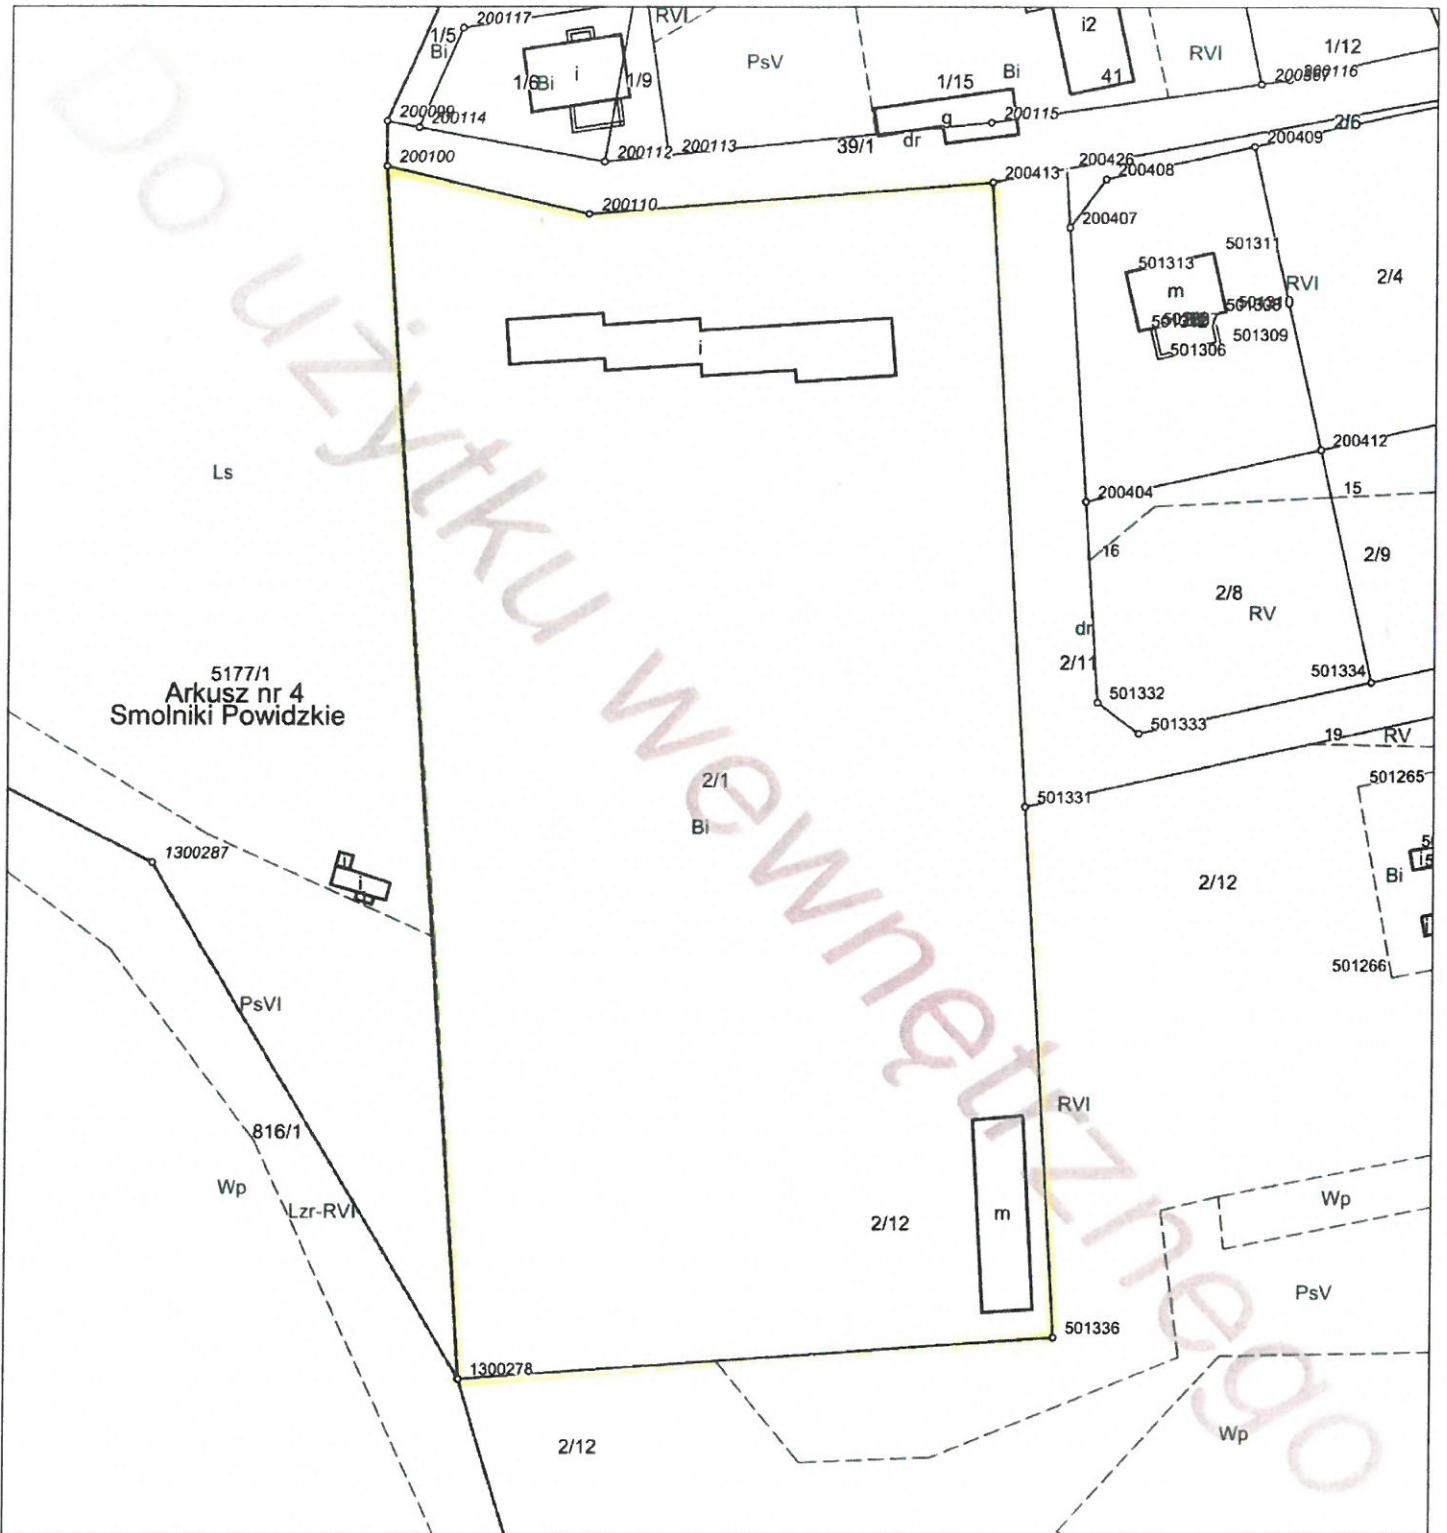 200117
RVI
1/5
Bi
i
1/6
Bi
1/9
PsV
1/15
Bi
i2
41
RVI
1/12
200116
200099
200114
g
200115
39/1
dr
2/6
200409
200100
200112
200113
200413
200426
200408
200110
200407
501311
501313
m
RVI
2/4
501309
501306
i
Ls
200412
200404
15
16
2/9
2/8
RV
dr
2/11
501334
5177/1
Arkusz nr 4
Smolniki Powidzkie
501332
501333
19
RV
501265
2/1
501331
Bi
1300287
i
i
2/12
Bi
501266
PsVI
RVI
816/1
Wp
Lzr-RVI
2/12
m
Wp
PsV
501336
1300278
2/12
Wp
Do użytku wewnętrznego